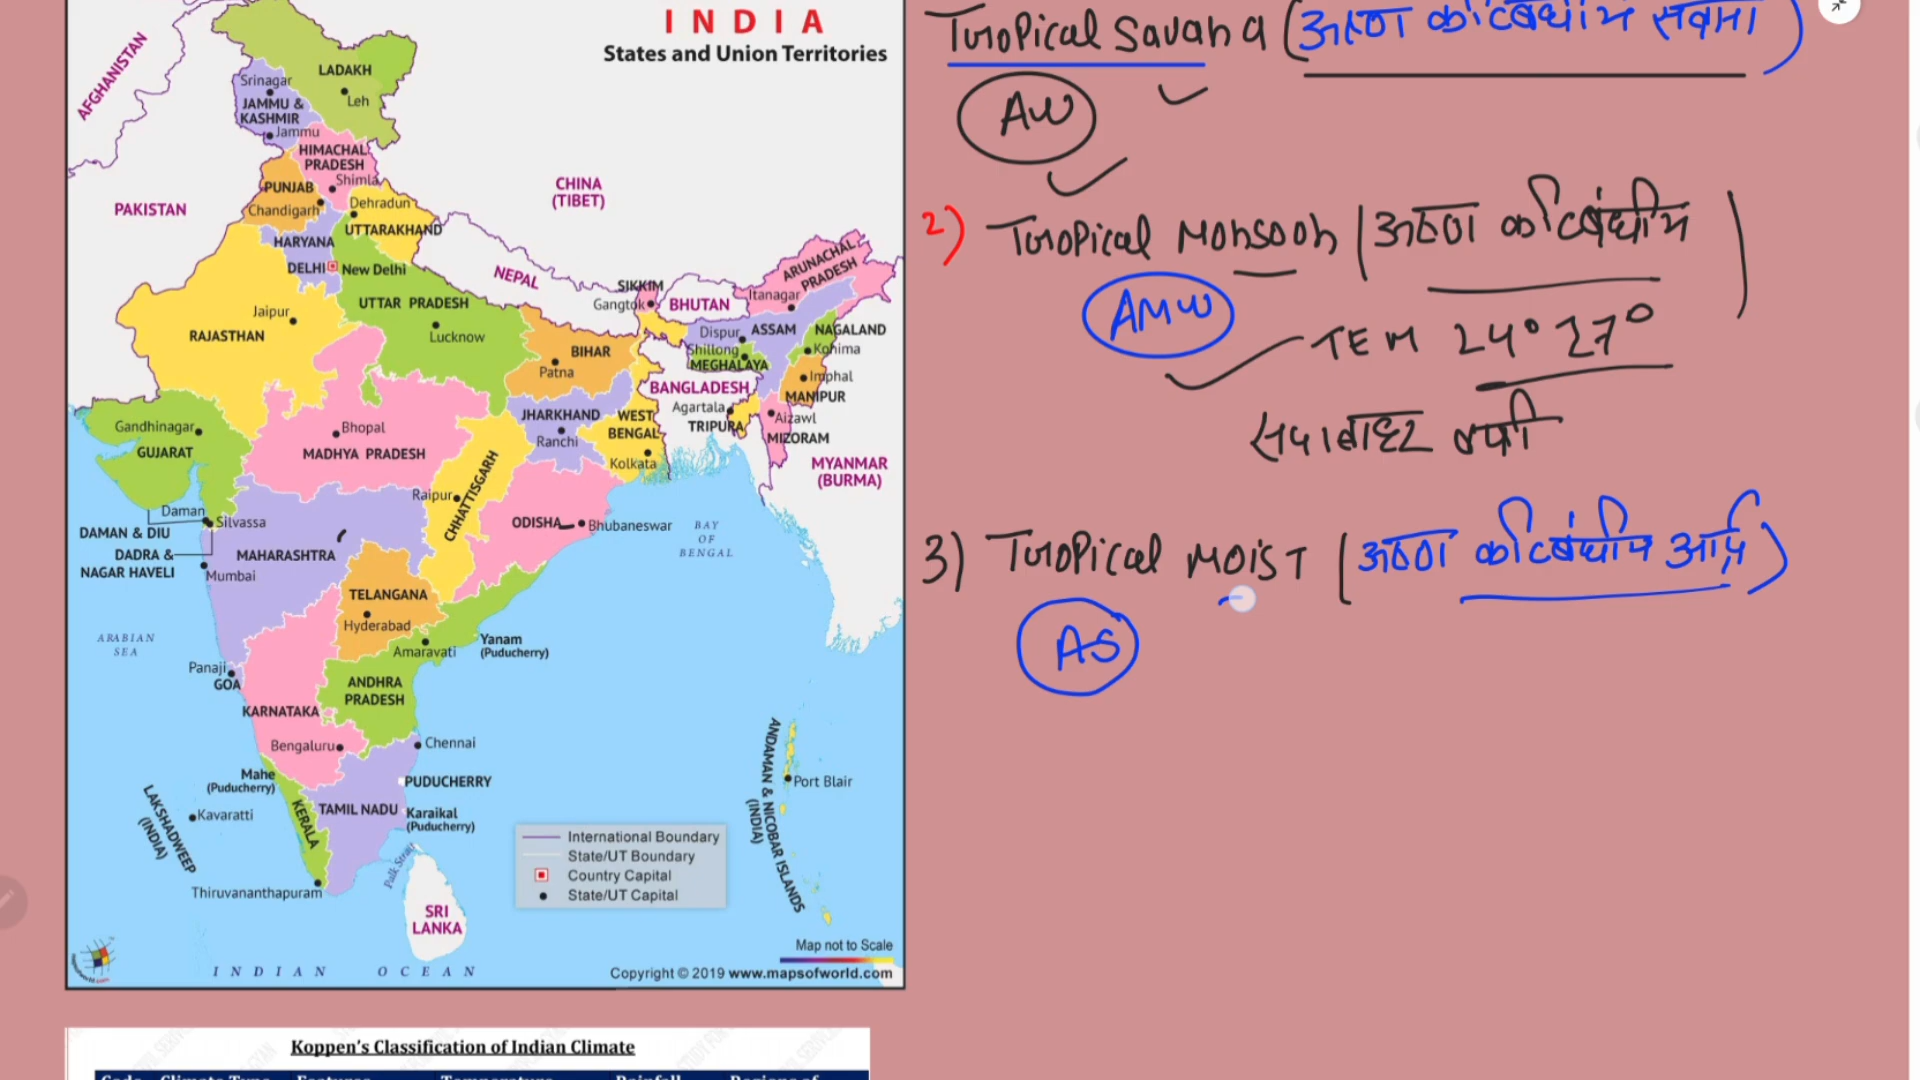 INDIA
States and Union Territories
AFGHANISTAN
PAKISTAN
CHINA
(TIBET)
NEPAL
BHUTAN
BANGLADESH
MYANMAR
(BURMA)
SRI
LANKA
LADAKH
Leh
Srinagar
JAMMU &
KASHMIR
Jammu
HIMACHAL
PRADESH
Shimla
PUNJAB
Chandigarh
Dehradun
UTTARAKHAND
HARYANA
DELHI
New Delhi
UTTAR PRADESH
Lucknow
Jaipur
RAJASTHAN
SIKKIM
Gangtok
ARUNACHAL
PRADESH
Itanagar
Dispur
ASSAM
NAGALAND
Kohima
Shillong
MEGHALAYA
Imphal
MANIPUR
Agartala
TRIPURA
Aizawl
MIZORAM
BIHAR
Patna
JHARKHAND
Ranchi
WEST
BENGAL
Kolkata
Gandhinagar
GUJARAT
Bhopal
MADHYA PRADESH
Raipur
CHHATTISGARH
ODISHA
Bhubaneswar
BAY
OF
BENGAL
Daman
Silvassa
DAMAN & DIU
DADRA &
NAGAR HAVELI
MAHARASHTRA
Mumbai
TELANGANA
Hyderabad
Amaravati
Yanam
(Puducherry)
ARABIAN
SEA
Panaji
GOA
ANDHRA
PRADESH
KARNATAKA
Bengaluru
Chennai
Mahe
(Puducherry)
PUDUCHERRY
KERALA
TAMIL NADU
Karaikal
(Puducherry)
LAKSHADWEEP
(INDIA)
Kavaratti
Palk Strait
Thiruvananthapuram
ANDAMAN & NICOBAR ISLANDS
(INDIA)
Port Blair
International Boundary
State/UT Boundary
Country Capital
State/UT Capital
INDIAN OCEAN
Map not to Scale
Copyright © 2019 www.mapsofworld.com
Koppen's Classification of Indian Climate
Code Climate Type Features Temperature Rainfall Regions of
Tropical Savana (
AW
2) Tropical Monsoon (
AMW
TEM 24° 27°
3) Tropical MOIST (
AS